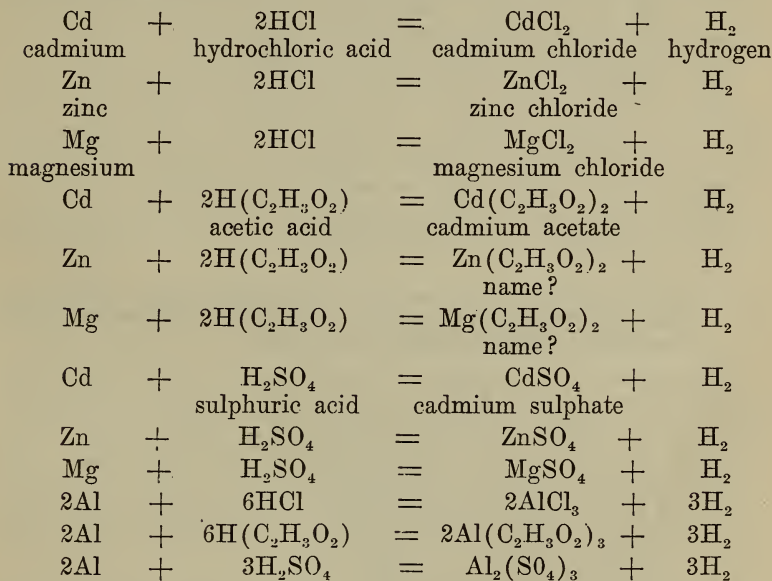 Cd + 2HCl = CdCl₂ + H₂
cadmium hydrochloric acid cadmium chloride hydrogen
Zn + 2HCl = ZnCl₂ + H₂
zinc zinc chloride
Mg + 2HCl = MgCl₂ + H₂
magnesium magnesium chloride
Cd + 2H(C₂H₃O₂) = Cd(C₂H₃O₂)₂ + H₂
acetic acid cadmium acetate
Zn + 2H(C₂H₃O₂) = Zn(C₂H₃O₂)₂ + H₂
name?
Mg + 2H(C₂H₃O₂) = Mg(C₂H₃O₂)₂ + H₂
name?
Cd + H₂SO₄ = CdSO₄ + H₂
sulphuric acid cadmium sulphate
Zn + H₂SO₄ = ZnSO₄ + H₂
Mg + H₂SO₄ = MgSO₄ + H₂
2Al + 6HCl = 2AlCl₃ + 3H₂
2Al + 6H(C₂H₃O₂) = 2Al(C₂H₃O₂)₃ + 3H₂
2Al + 3H₂SO₄ = Al₂(SO₄)₃ + 3H₂